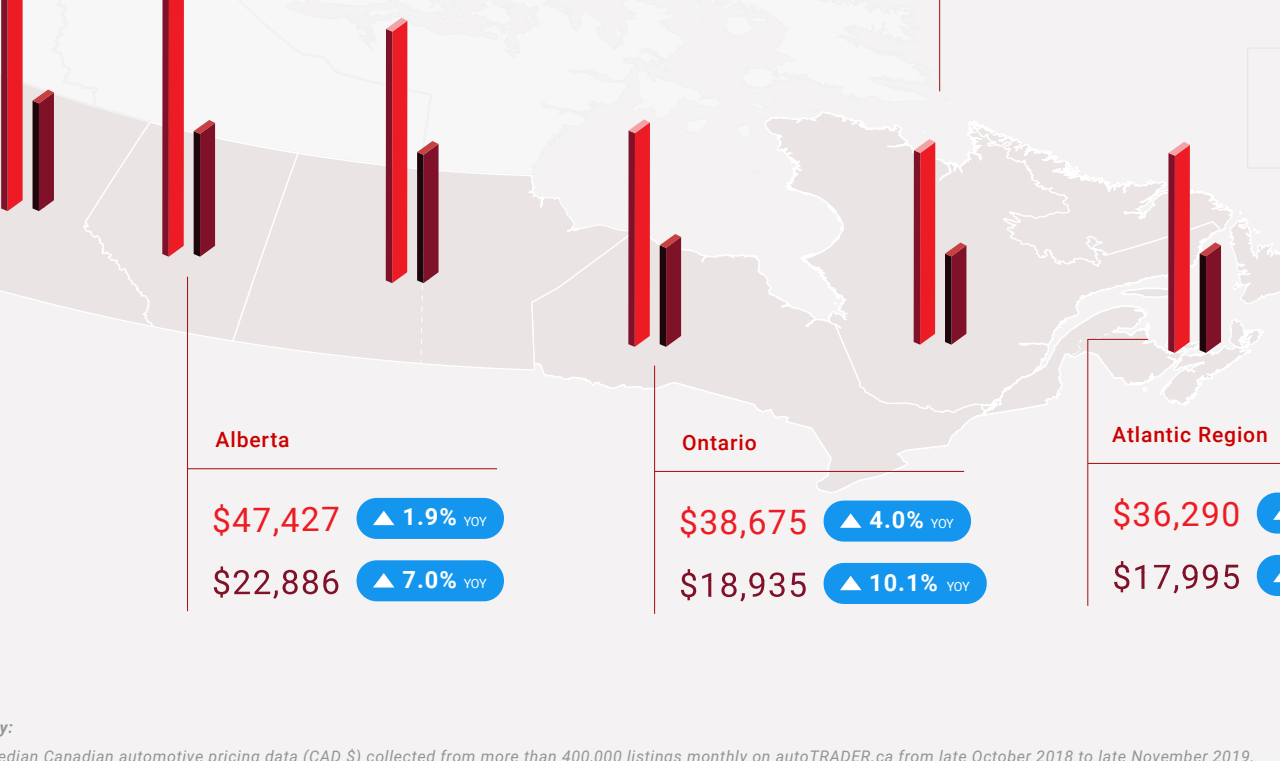 Alberta
$47,427 1.9% YOY
$22,886 7.0% YOY
Ontario
$38,675 4.0% YOY
$18,935 10.1% YOY
Atlantic Region
$36,290
$17,995
Canadian automotive pricing data (CAD $) collected from more than 400,000 listings monthly on autoTRADER.ca from late October 2018 to late November 2019.